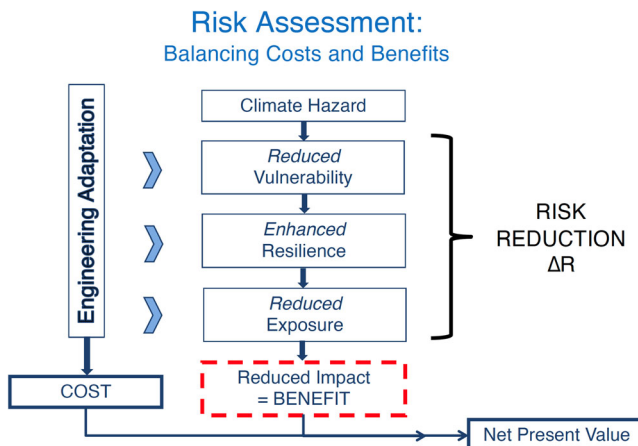 Risk Assessment:
Balancing Costs and Benefits
Engineering Adaptation
Climate Hazard
Reduced
Vulnerability
Enhanced
Resilience
Reduced
Exposure
RISK
REDUCTION
ΔR
COST
Reduced Impact
= BENEFIT
Net Present Value